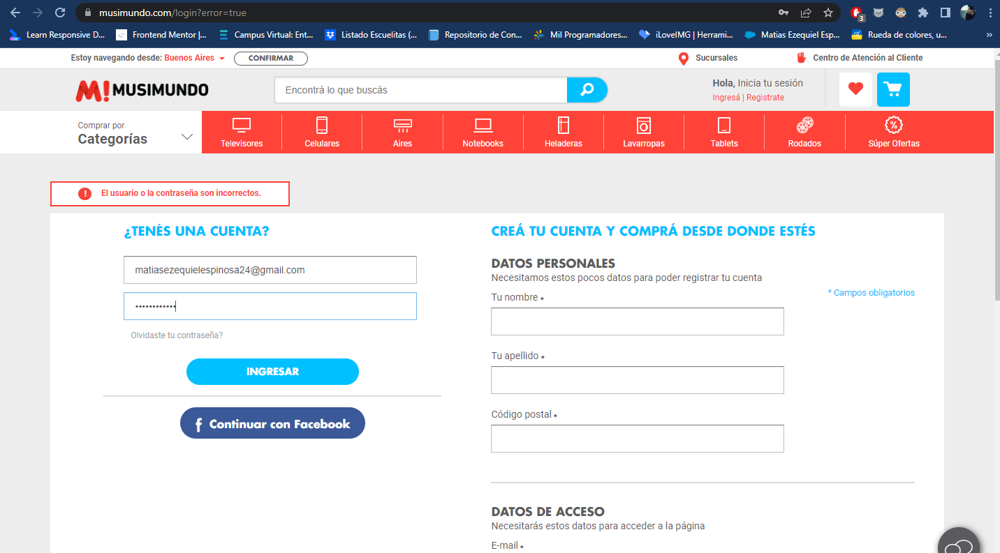 musimundo.com/login?error=true
3
Learn Responsive D...
Frontend Mentor |...
Campus Virtual: Ent...
Listado Escuelitas (...
Repositorio de Con...
Mil Programadores...
iLoveIMG | Herrami...
Matias Ezequiel Esp...
Rueda de colores, u...
»
Estoy navegando desde: Buenos Aires
CONFIRMAR
Sucursales
Centro de Atención al Cliente
M! MUSIMUNDO
Encontrá lo que buscás
Hola, Inicia tu sesión
Ingresá | Registrate
Comprar por
Categorías
Televisores
Celulares
Aires
Notebooks
Heladeras
Lavarropas
Tablets
Rodados
%
Súper Ofertas
! El usuario o la contraseña son incorrectos.
¿TENÉS UNA CUENTA?
matiasezequielespinosa24@gmail.com
••••••••••••
Olvidaste tu contraseña?
INGRESAR
f Continuar con Facebook
CREÁ TU CUENTA Y COMPRÁ DESDE DONDE ESTÉS
DATOS PERSONALES
Necesitamos estos pocos datos para poder registrar tu cuenta
* Campos obligatorios
Tu nombre *
Tu apellido *
Código postal *
DATOS DE ACCESO
Necesitarás estos datos para acceder a la página
E-mail *